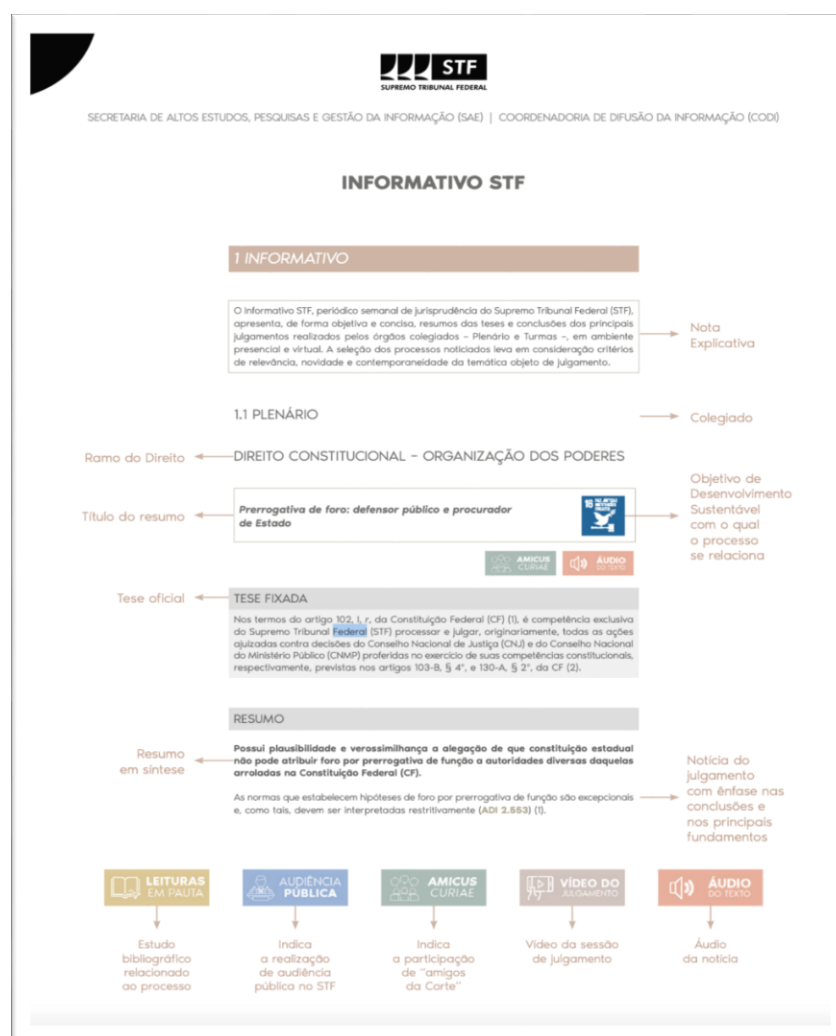 STF
SUPREMO TRIBUNAL FEDERAL
SECRETARIA DE ALTOS ESTUDOS, PESQUISAS E GESTÃO DA INFORMAÇÃO (SAE) | COORDENADORIA DE DIFUSÃO DA INFORMAÇÃO (CODI)
INFORMATIVO STF
1 INFORMATIVO
O Informativo STF, periódico semanal de jurisprudência do Supremo Tribunal Federal (STF),
apresenta, de forma objetiva e concisa, resumos das teses e conclusões dos principais
julgamentos realizados pelos órgãos colegiados – Plenário e Turmas –, em ambiente
presencial e virtual. A seleção dos processos noticiados leva em consideração critérios
de relevância, novidade e contemporaneidade da temática objeto de julgamento.
Nota
Explicativa
1.1 PLENÁRIO
Colegiado
Ramo do Direito
DIREITO CONSTITUCIONAL – ORGANIZAÇÃO DOS PODERES
Título do resumo
Prerrogativa de foro: defensor público e procurador
de Estado
16
Objetivo de
Desenvolvimento
Sustentável
com o qual
o processo
se relaciona
AMICUS
CURIAE
ÁUDIO
DO TEXTO
Tese oficial
TESE FIXADA
Nos termos do artigo 102, I, r, da Constituição Federal (CF) (1), é competência exclusiva
do Supremo Tribunal Federal (STF) processar e julgar, originariamente, todas as ações
ajuizadas contra decisões do Conselho Nacional de Justiça (CNJ) e do Conselho Nacional
do Ministério Público (CNMP) proferidas no exercício de suas competências constitucionais,
respectivamente, previstas nos artigos 103-B, § 4°, e 130-A, § 2°, da CF (2).
RESUMO
Resumo
em síntese
Possui plausibilidade e verossimilhança a alegação de que constituição estadual
não pode atribuir foro por prerrogativa de função a autoridades diversas daquelas
arroladas na Constituição Federal (CF).
As normas que estabelecem hipóteses de foro por prerrogativa de função são excepcionais
e, como tais, devem ser interpretadas restritivamente (ADI 2.553) (1).
Notícia do
julgamento
com ênfase nas
conclusões e
nos principais
fundamentos
LEITURAS
EM PAUTA
AUDIÊNCIA
PÚBLICA
AMICUS
CURIAE
VÍDEO DO
JULGAMENTO
ÁUDIO
DO TEXTO
Estudo
bibliográfico
relacionado
ao processo
Indica
a realização
de audiência
pública no STF
Indica
a participação
de "amigos
da Corte"
Vídeo da sessão
de julgamento
Áudio
da notícia